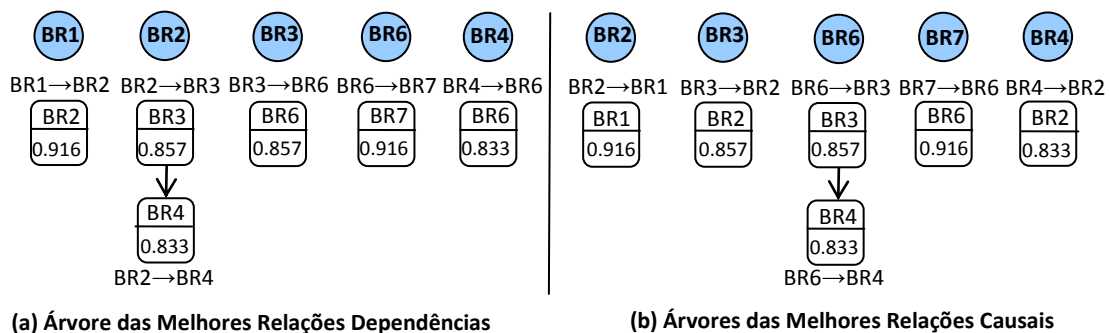 BR1 BR2 BR3 BR6 BR4
BR1→BR2 BR2→BR3 BR3→BR6 BR6→BR7 BR4→BR6
BR2 BR3 BR6 BR7 BR6
0.916 0.857 0.857 0.916 0.833
BR4
0.833
BR2→BR4
(a) Árvore das Melhores Relações Dependências
BR2 BR3 BR6 BR7 BR4
BR2→BR1 BR3→BR2 BR6→BR3 BR7→BR6 BR4→BR2
BR1 BR2 BR3 BR6 BR2
0.916 0.857 0.857 0.916 0.833
BR4
0.833
BR6→BR4
(b) Árvores das Melhores Relações Causais